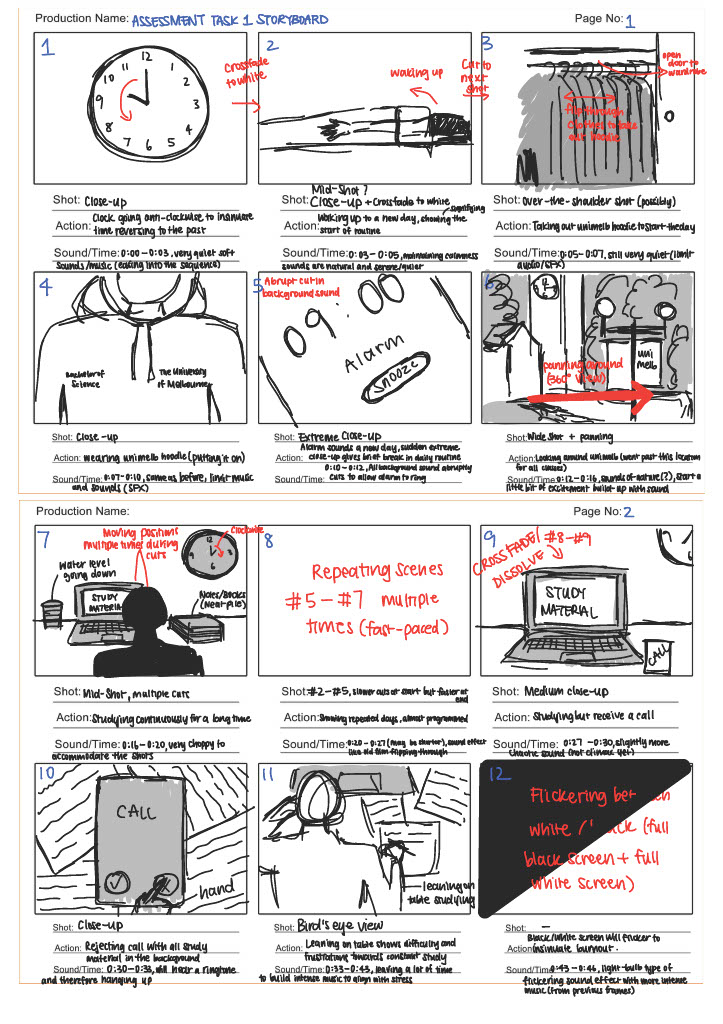 Production Name: ASSESSMENT TASK 1 STORYBOARD
Page No: 1
1
12
1
2
3
4
5
6
7
8
9
10
11
Crossfade to white
Shot: Close-up
Action: Clock going anti-clockwise to insinuate
time reversing to the past
Sound/Time: 0:00-0:03, very quiet soft
sounds/music (easing into the sequence)
2
Waking up
Cut to
next
shot
Mid-Shot?
Shot: Close-up + Crossfade to white
Action: Waking up to a new day, showing the signifying
start of routine
Sound/Time: 0:03-0:05, maintaining calmness
sounds are natural and serene/quiet
3
open
door to
wardrobe
flip through
clothes to take
out hoodie
Shot: Over-the-shoulder shot (possibly)
Action: Taking out unimelb hoodie to start the day
Sound/Time: 0:05-0:07, still very quiet (limit
audio/SFX)
4
Bachelor of
Science
The University
of Melbourne
Shot: Close-up
Action: Wearing unimelb hoodie (putting it on)
Sound/Time: 0:07-0:10, same as before, limit music
and sounds (SFX)
5
Abrupt cut in
background sound
09:00
Alarm
Snooze
Shot: Extreme Close-up
Action: Alarm sounds a new day, sudden extreme
close-up gives brief break in daily routine
Sound/Time: 0:10-0:12, All background sound abruptly
cuts to allow alarm to ring
6
12
6
uni
melb
panning around
(360° view)
Shot: Wide shot + panning
Action: Looking around unimelb (went past this location
for all classes)
Sound/Time: 0:12-0:16, sounds of nature(?), start a
little bit of excitement build-up with sound
Production Name:
Page No: 2
7
Moving positions
multiple times during
cuts
Clockwise
12
3
6
9
Water level
going down
STUDY
MATERIAL
Notes/Books
(Neat pile)
Shot: Mid-Shot, multiple cuts
Action: Studying continuously for a long time
Sound/Time: 0:16-0:20, very choppy to
accommodate the shots
8
Repeating Scenes
#5-#7 multiple
times (fast-paced)
Shot: #2-#5, slower cuts at start but faster at
end
Action: Showing repeated days, almost programmed
Sound/Time: 0:20-0:27 (may be shorter), sound effect
like old film flipping through
9
CROSSFADE/ #8-#9
DISSOLVE
STUDY
MATERIAL
CALL
Shot: Medium close-up
Action: Studying but receive a call
Sound/Time: 0:27-0:30, slightly more
chaotic sound (not climax yet)
10
CALL
hand
Shot: Close-up
Action: Rejecting call with all study
material in the background
Sound/Time: 0:30-0:33, will hear a ringtone
and therefore hanging up
11
leaning on
table studying
Shot: Bird's eye view
Action: Leaning on table shows difficulty and
frustrations towards constant study
Sound/Time: 0:33-0:43, leaving a lot of time
to build intense music to align with stress
12
Flickering
white
(full
black screen + full
white screen)
Shot: -
Action: Black/white screen will flicker to
insinuate burnout.
Sound/Time: 0:43-0:46, light-bulb type of
flickering sound effect with more intense
music (from previous frames)